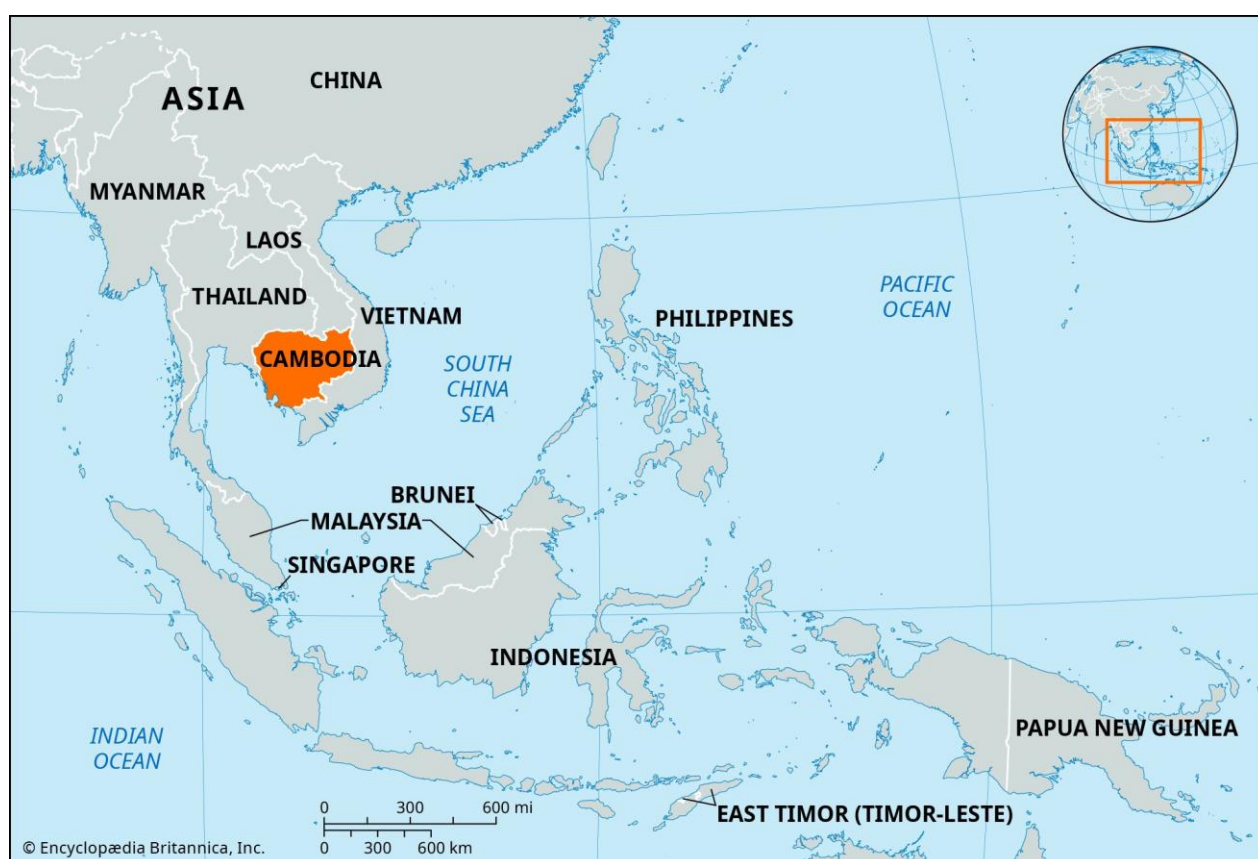 CHINA
ASIA
MYANMAR
LAOS
THAILAND
VIETNAM
PHILIPPINES
PACIFIC
OCEAN
CAMBODIA
SOUTH
CHINA
SEA
BRUNEI
MALAYSIA
SINGAPORE
INDONESIA
INDIAN
OCEAN
PAPUA NEW GUINEA
0 300 600 mi
0 300 600 km
EAST TIMOR (TIMOR-LESTE)
© Encyclopædia Britannica, Inc.